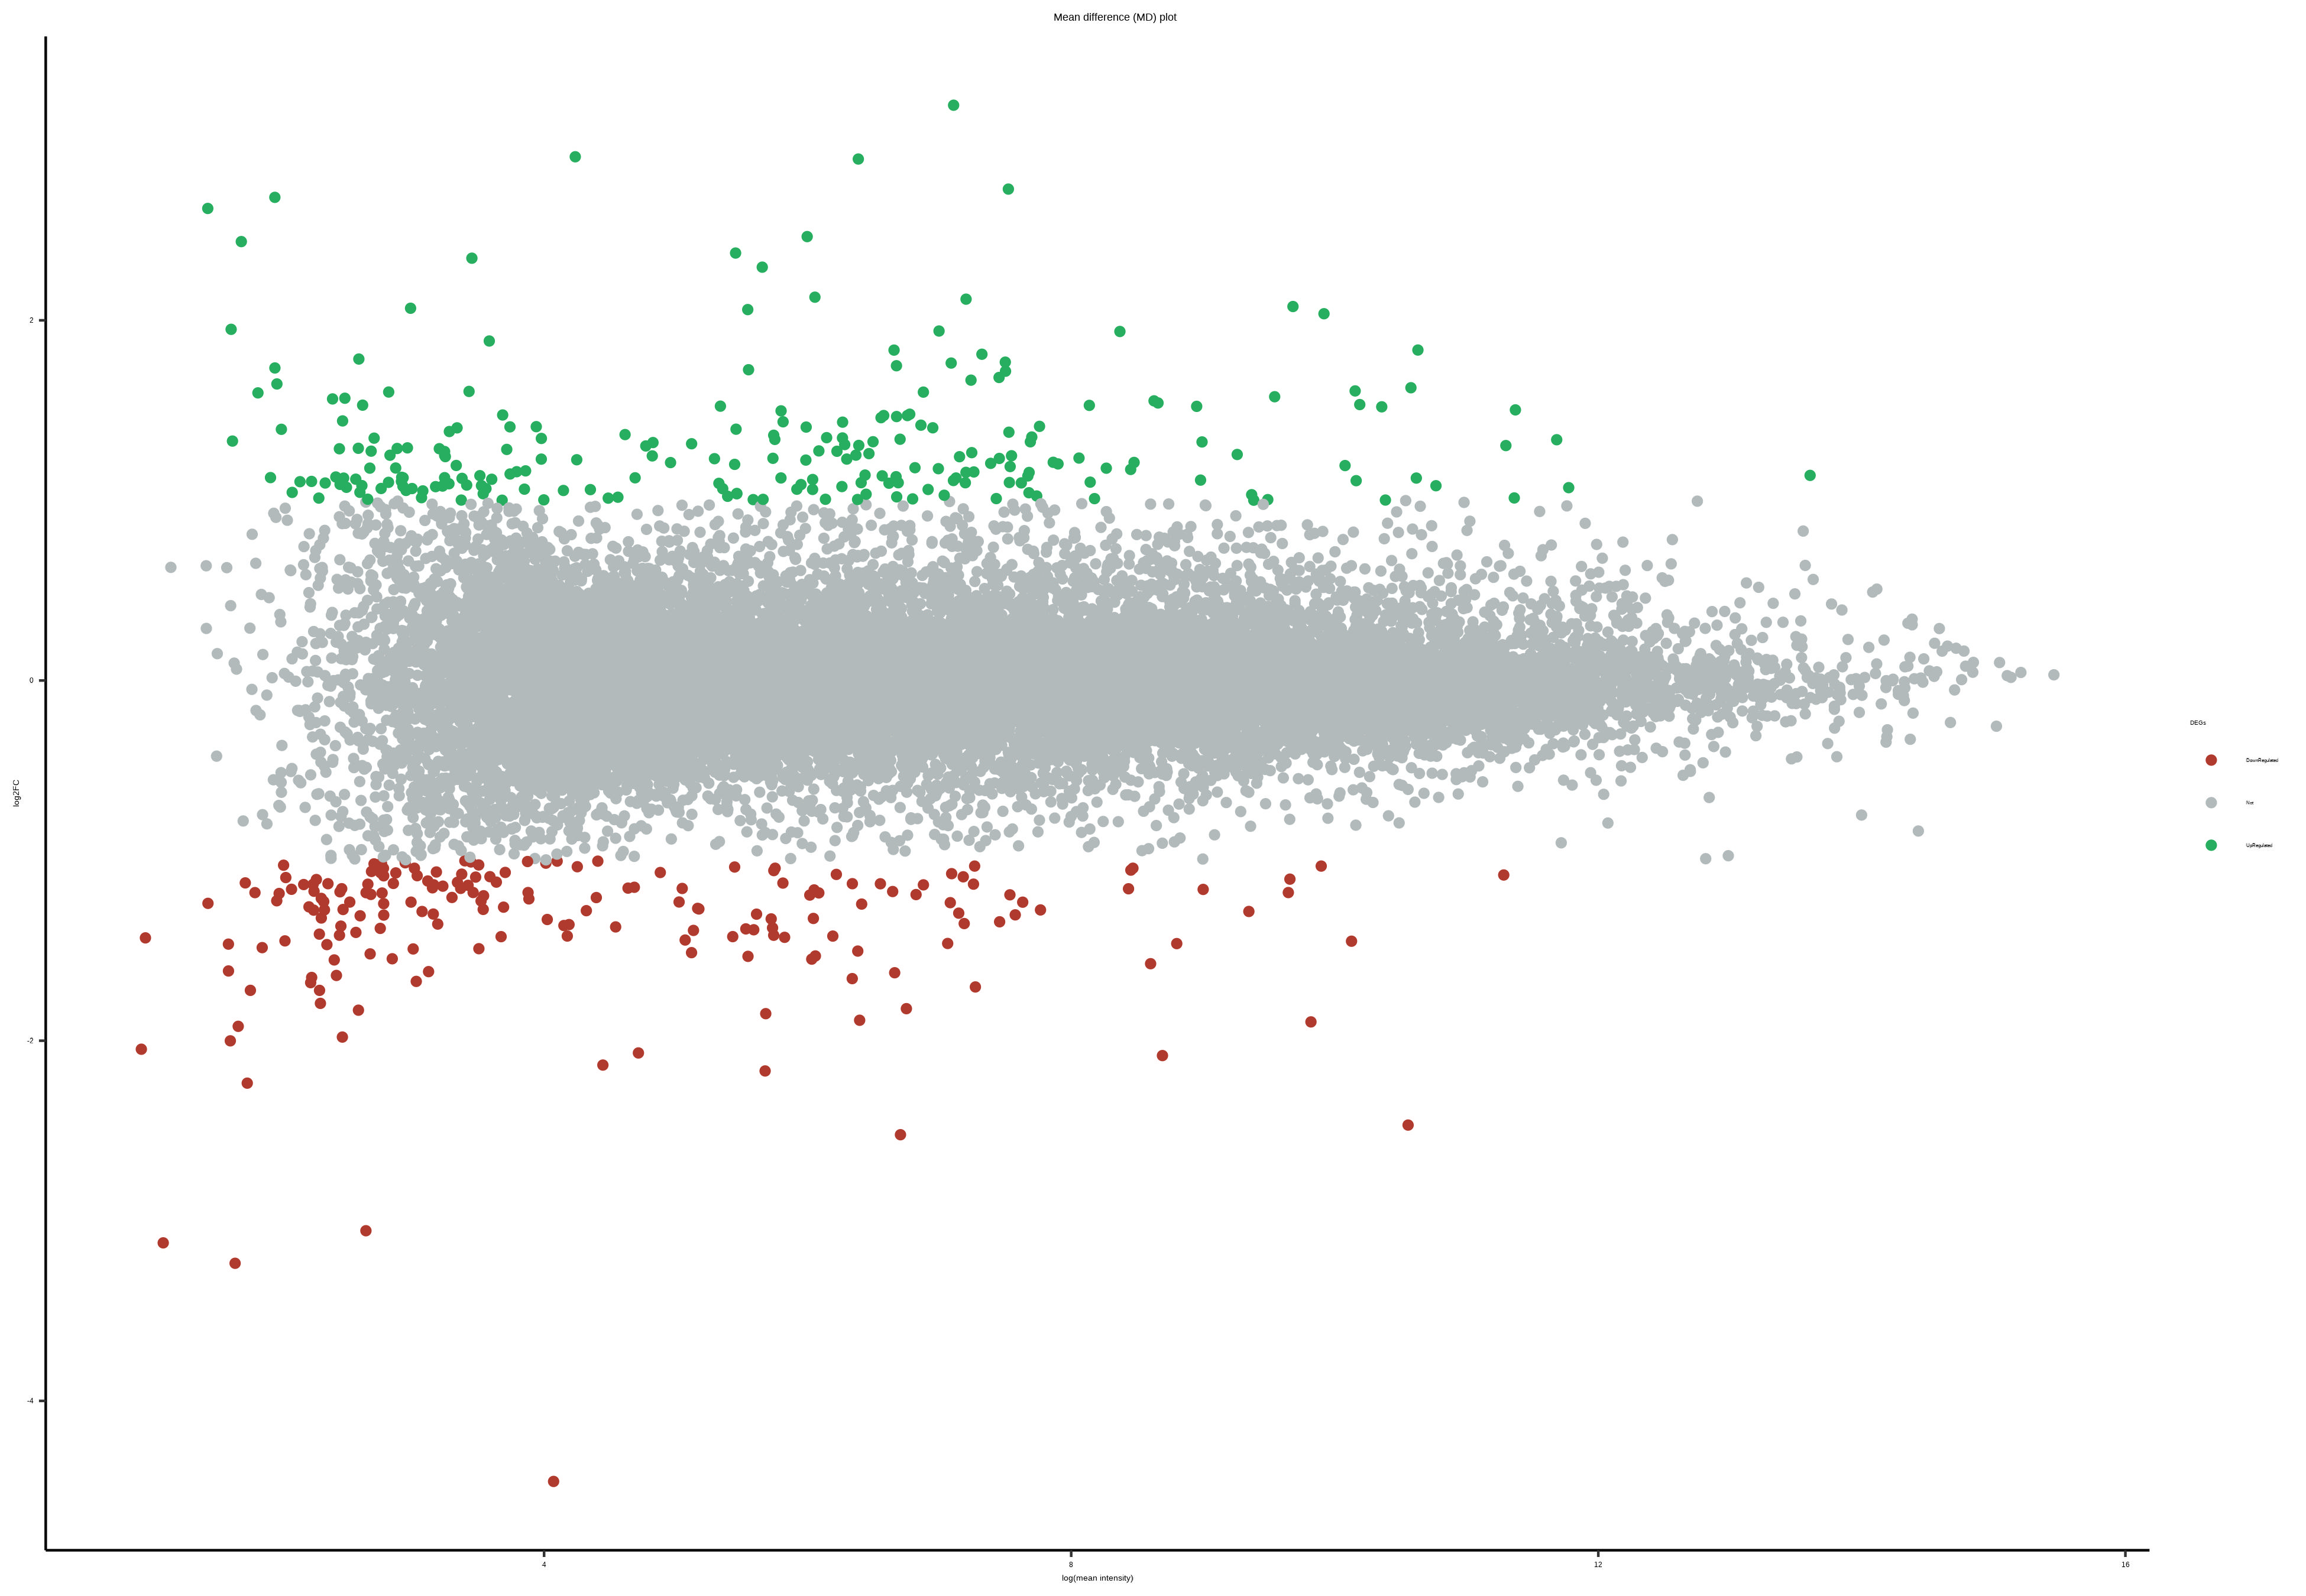 Mean difference (MD) plot
2
0
-2
-4
log2FC
4
8
12
16
log(mean intensity)
DEGs
DownRegulated
Not
UpRegulated